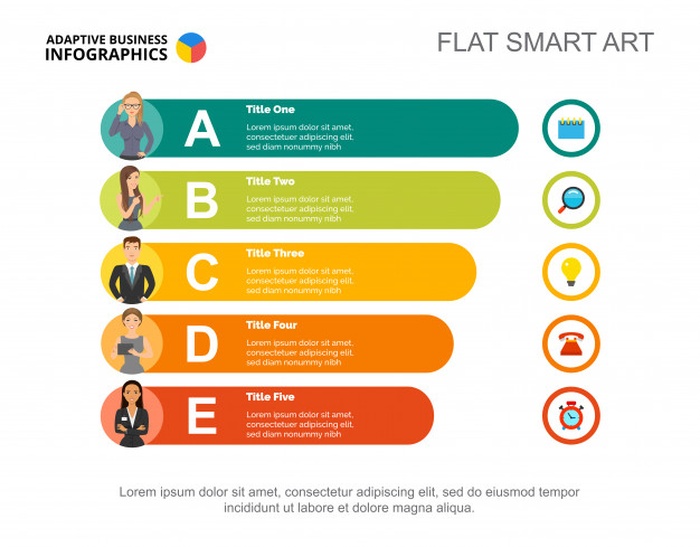 ADAPTIVE BUSINESS
INFOGRAPHICS
FLAT SMART ART
A
Title One
Lorem ipsum dolor sit amet,
consectetuer adipiscing elit,
sed diam nonummy nibh
B
Title Two
Lorem ipsum dolor sit amet,
consectetuer adipiscing elit,
sed diam nonummy nibh
C
Title Three
Lorem ipsum dolor sit amet,
consectetuer adipiscing elit,
sed diam nonummy nibh
D
Title Four
Lorem ipsum dolor sit amet,
consectetuer adipiscing elit,
sed diam nonummy nibh
E
Title Five
Lorem ipsum dolor sit amet,
consectetuer adipiscing elit,
sed diam nonummy nibh
Lorem ipsum dolor sit amet, consectetur adipiscing elit, sed do eiusmod tempor
incididunt ut labore et dolore magna aliqua.